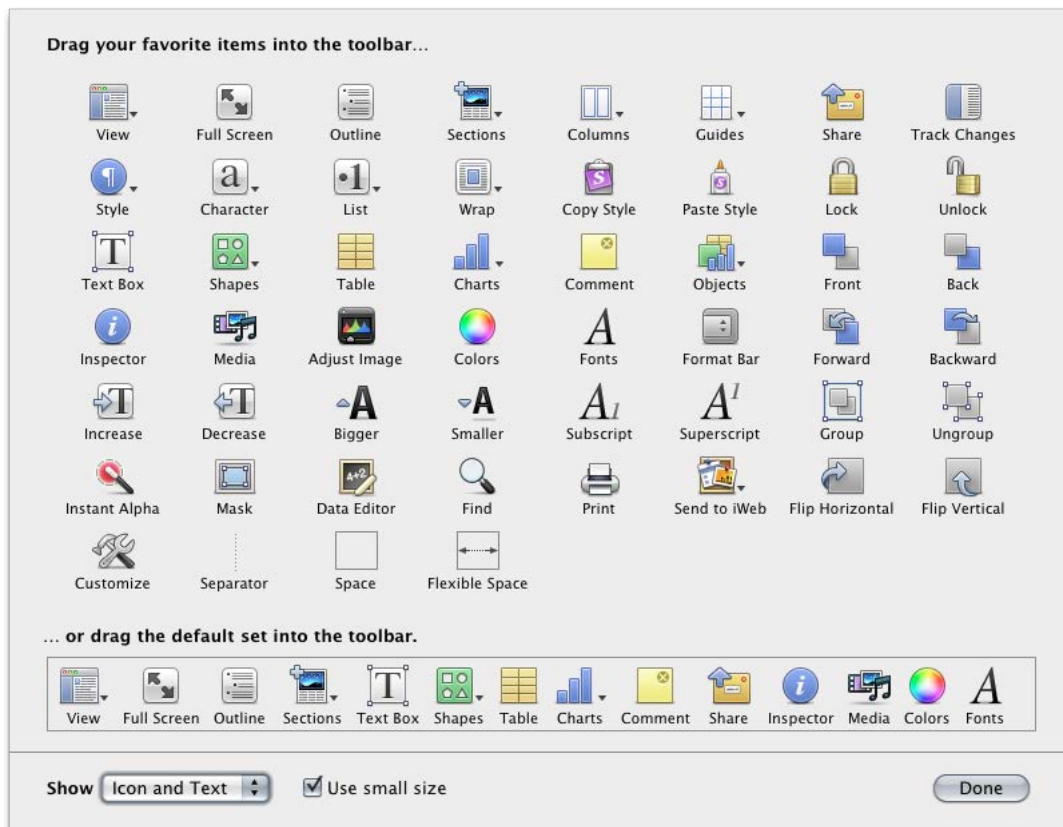 Drag your favorite items into the toolbar…
View Full Screen Outline Sections Columns Guides Share Track Changes
Style Character List Wrap Copy Style Paste Style Lock Unlock
Text Box Shapes Table Charts Comment Objects Front Back
Inspector Media Adjust Image Colors Fonts Format Bar Forward Backward
Increase Decrease Bigger Smaller Subscript Superscript Group Ungroup
Instant Alpha Mask Data Editor Find Print Send to iWeb Flip Horizontal Flip Vertical
Customize Separator Space Flexible Space
… or drag the default set into the toolbar.
View Full Screen Outline Sections Text Box Shapes Table Charts Comment Share Inspector Media Colors Fonts
Show Icon and Text Use small size Done